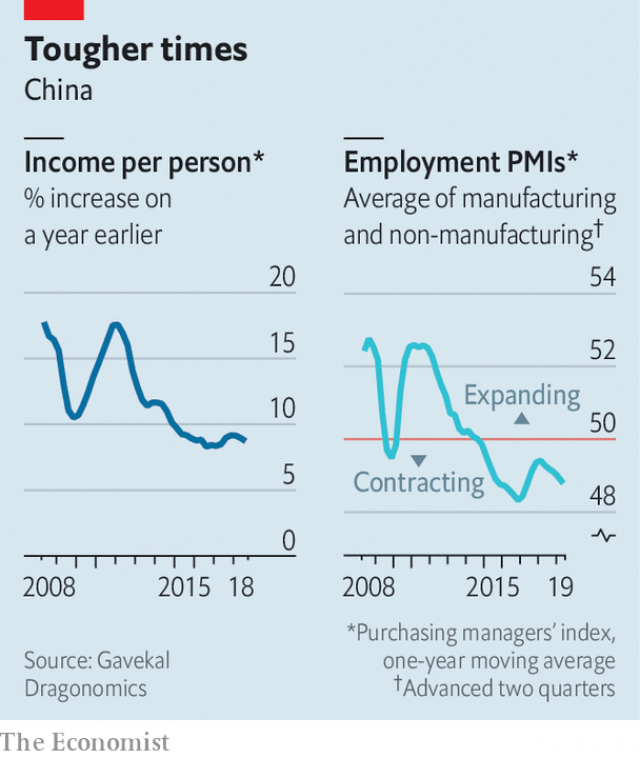 Tougher times
China
Income per person*
% increase on
a year earlier
20
15
10
5
0
2008
2015
18
Source: Gavekal
Dragonomics
Employment PMIs*
Average of manufacturing
and non-manufacturing†
54
52
Expanding
50
Contracting
48
2008
2015
19
*Purchasing managers’ index,
one-year moving average
†Advanced two quarters
The Economist